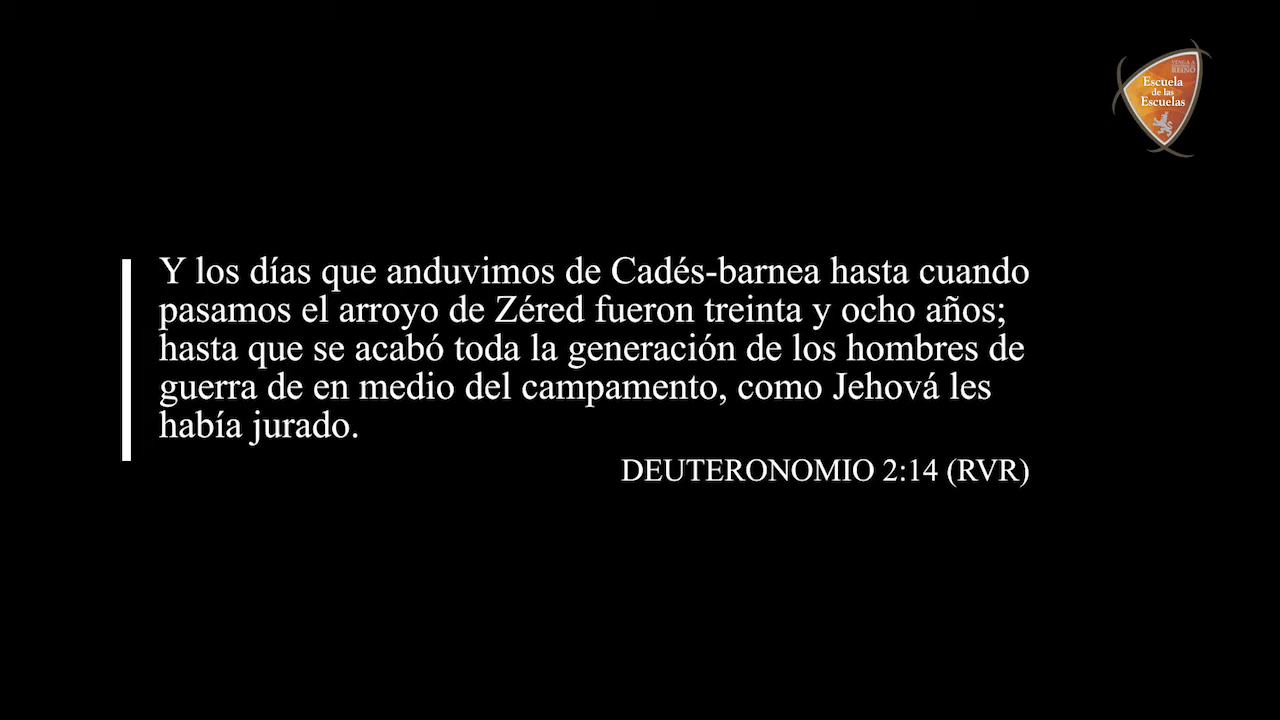 VENGA A
REINO
Escuela
de las
Escuelas
Y los días que anduvimos de Cadés-barnea hasta cuando
pasamos el arroyo de Zéred fueron treinta y ocho años;
hasta que se acabó toda la generación de los hombres de
guerra de en medio del campamento, como Jehová les
había jurado.
DEUTERONOMIO 2:14 (RVR)